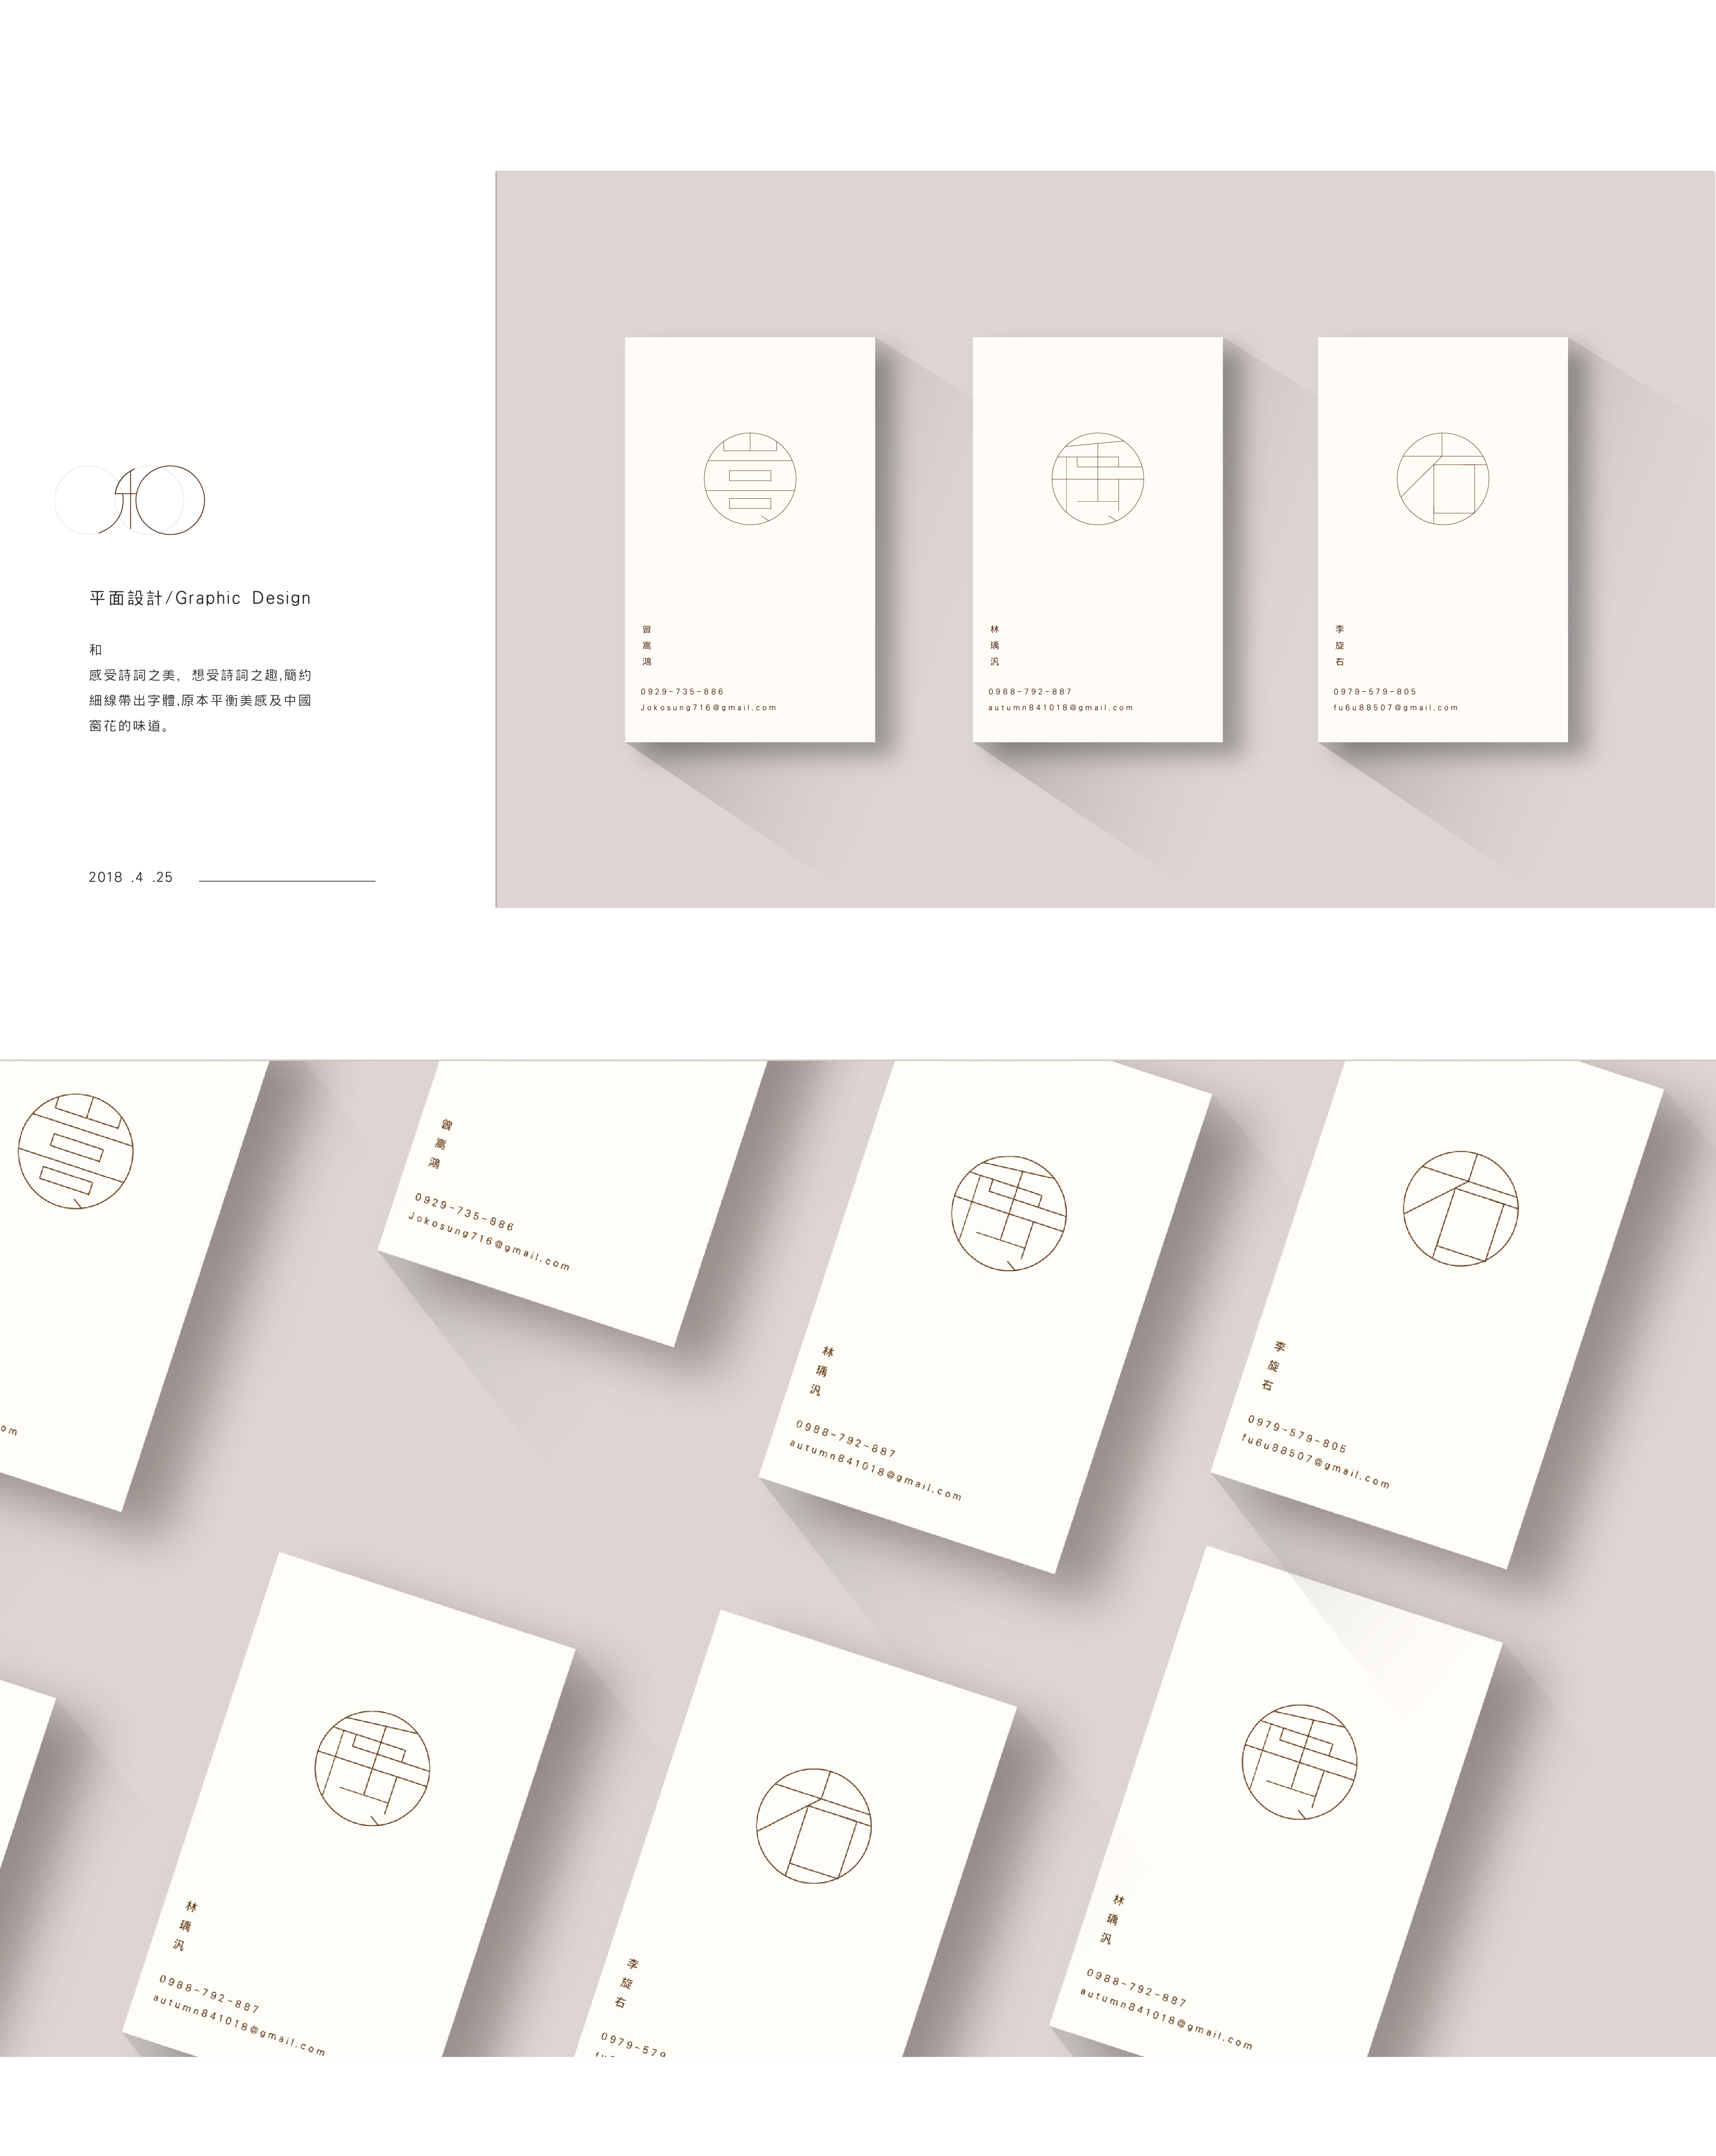 平面設計/Graphic Design
和
感受詩詞之美, 想受詩詞之趣,簡約
細線帶出字體,原本平衡美感及中國
窗花的味道。
2018 .4 .25
曾嵩鴻
0929-735-886
Jokosung716@gmail.com
林瑀汎
0988-792-887
autumn841018@gmail.com
李旋右
0979-579-805
fu6u88507@gmail.com
om
曾嵩鴻
0929-735-886
Jokosung716@gmail.com
林瑀汎
0988-792-887
autumn841018@gmail.com
李旋右
0979-579-805
fu6u88507@gmail.com
林瑀汎
0988-792-887
autumn841018@gmail.com
李旋右
0979-579
林瑀汎
0988-792-887
autumn841018@gmail.com